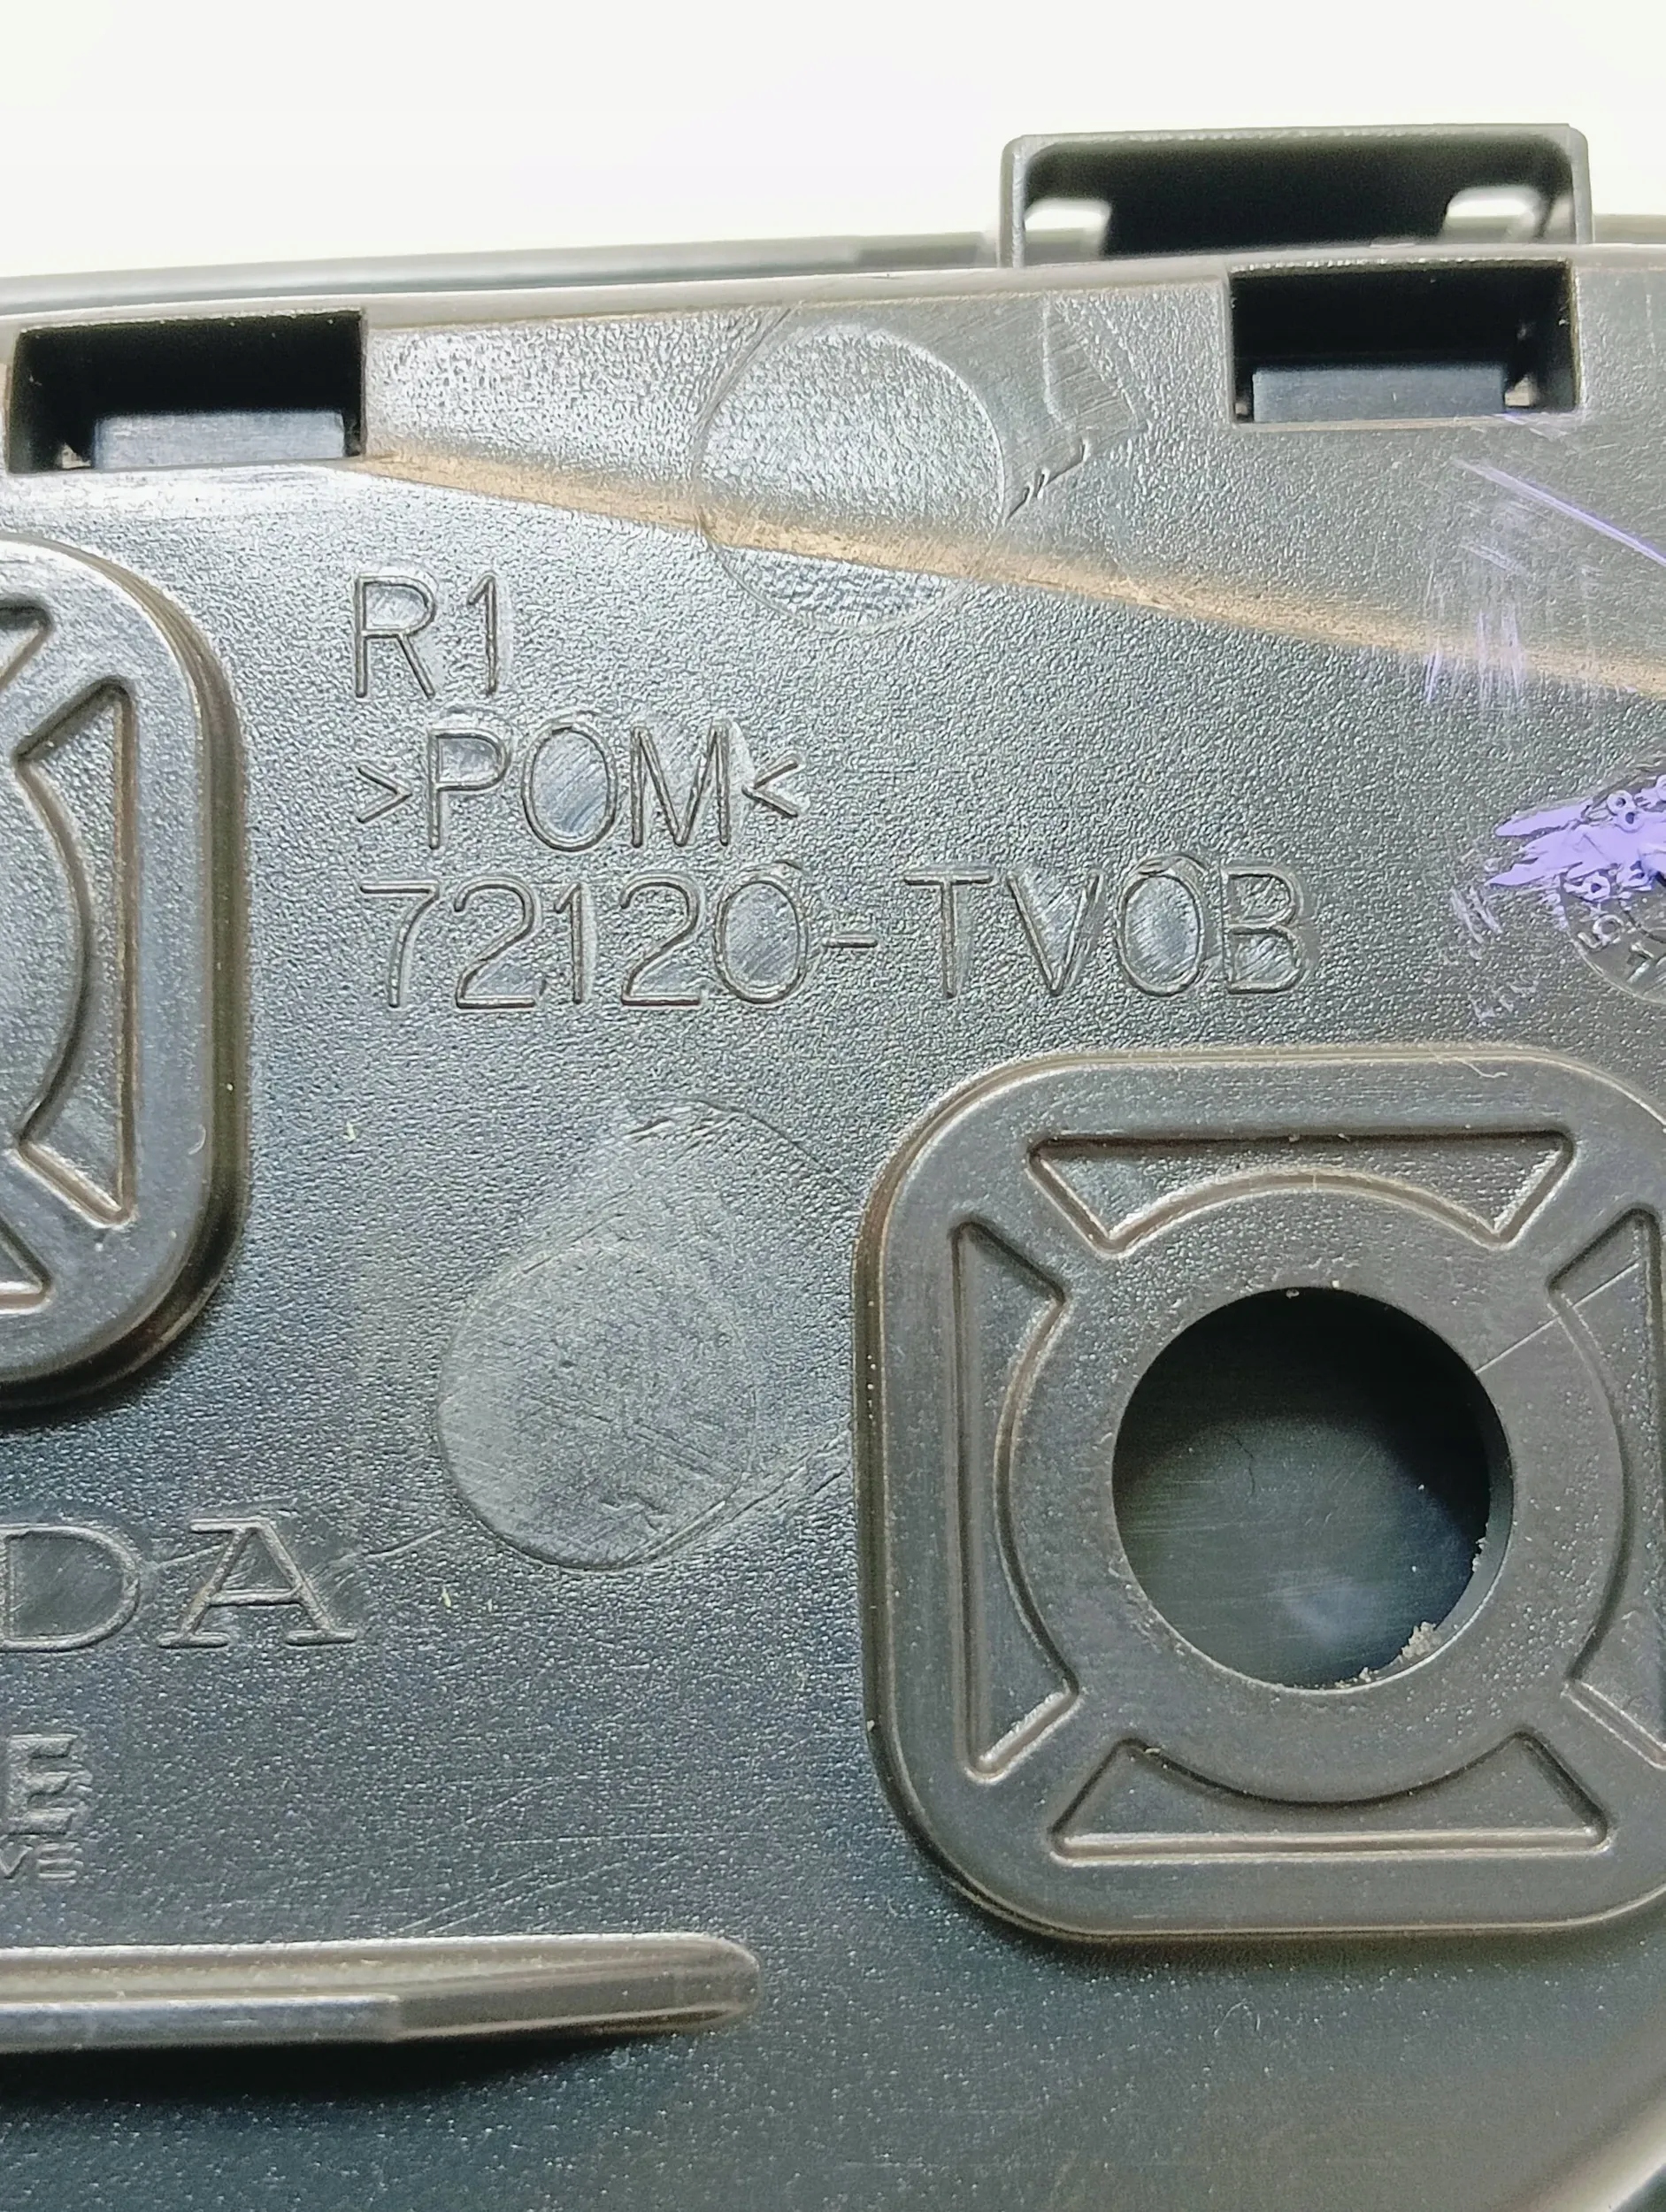 R1
>POM<
72120-TV0B
DA
E